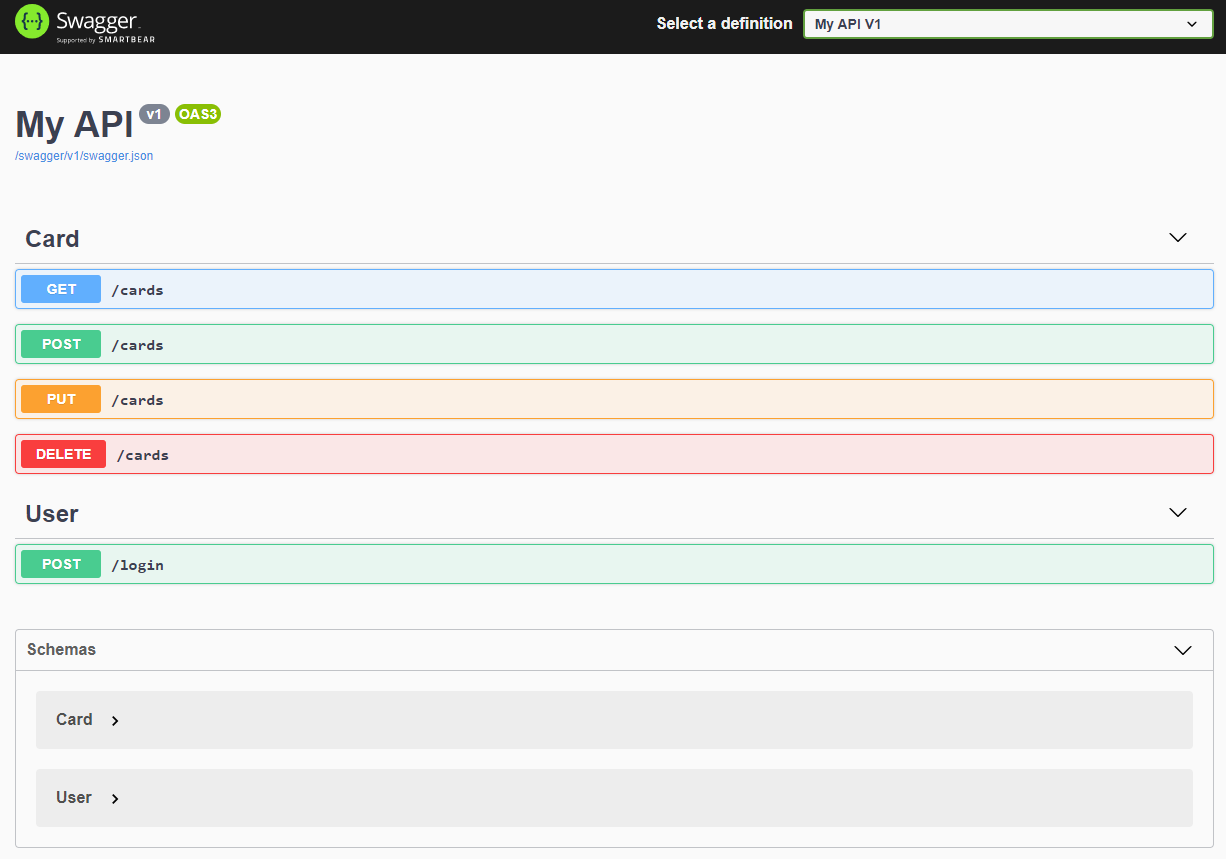 {···} Swagger.
Supported by SMARTBEAR
Select a definition
My API V1
My API v1 OAS3
/swagger/v1/swagger.json
Card
GET /cards
POST /cards
PUT /cards
DELETE /cards
User
POST /login
Schemas
Card
User